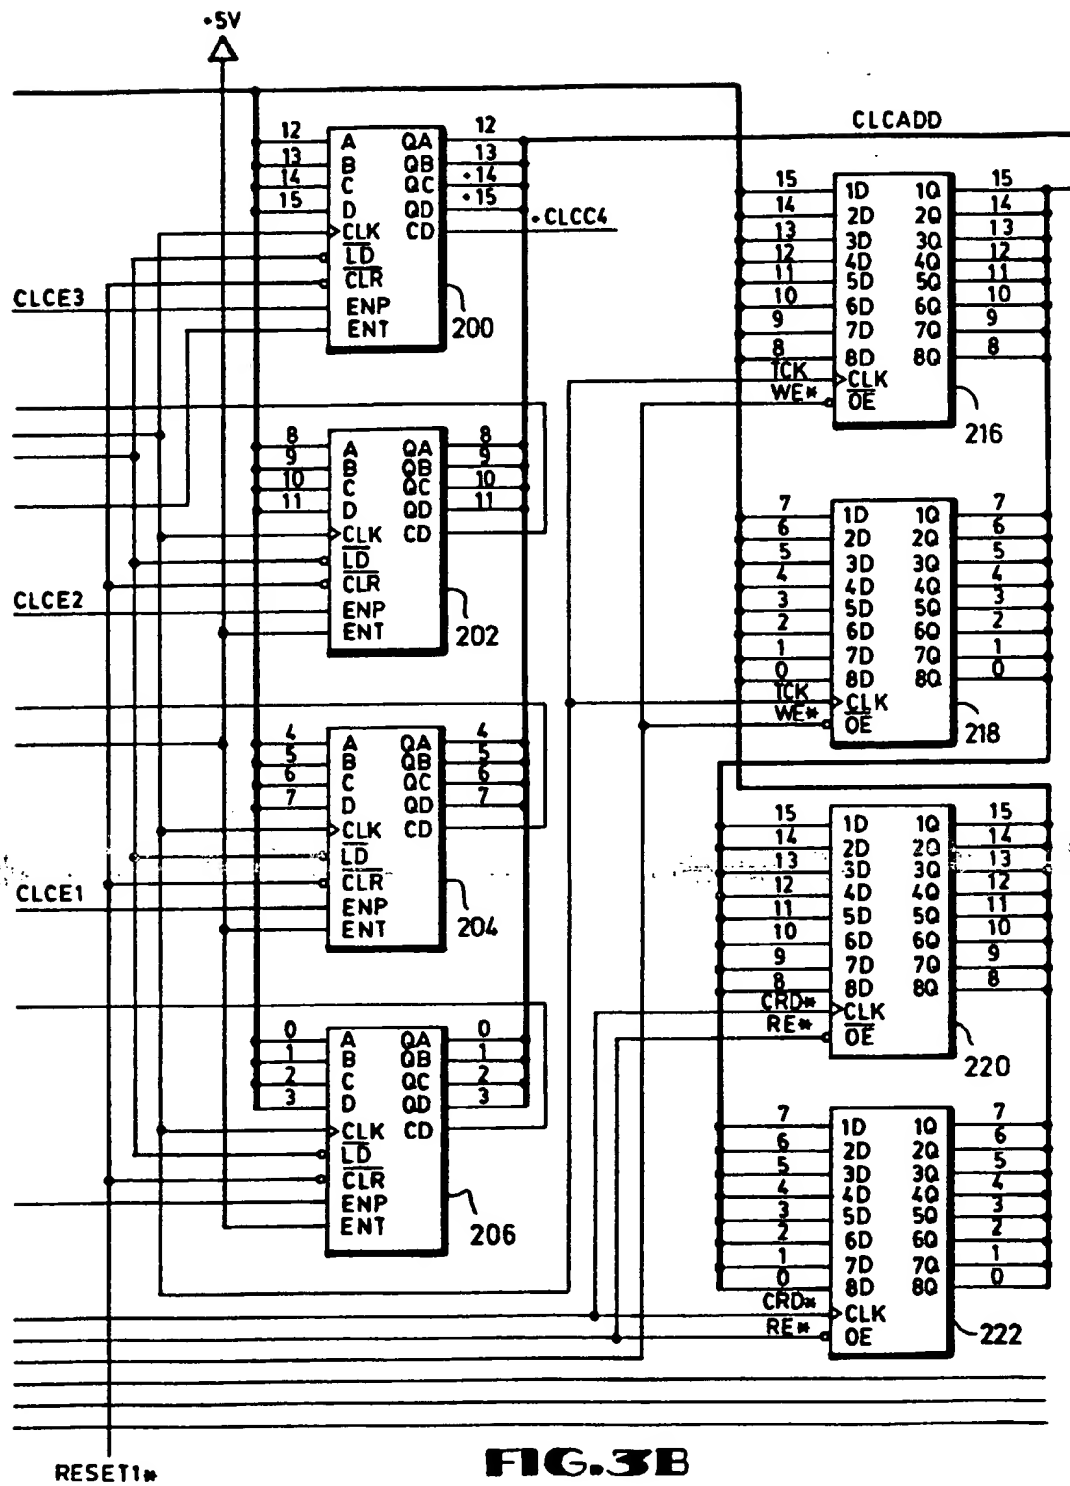 •5V
CLCADD
12 A QA 12
13 B QB 13
14 C QC •14
15 D QD •15
CLK CD •CLCC4
LD
CLR
CLCE3 ENP
ENT
200
15 1D 1Q 15
14 2D 2Q 14
13 3D 3Q 13
12 4D 4Q 12
11 5D 5Q 11
10 6D 6Q 10
9 7D 7Q 9
8 8D 8Q 8
TCK CLK
WE* OE
216
8 A QA 8
9 B QB 9
10 C QC 10
11 D QD 11
CLK CD
LD
CLR
CLCE2 ENP
ENT
202
7 1D 1Q 7
6 2D 2Q 6
5 3D 3Q 5
4 4D 4Q 4
3 5D 5Q 3
2 6D 6Q 2
1 7D 7Q 1
0 8D 8Q 0
TCK CLK
WE* OE
218
4 A QA 4
5 B QB 5
6 C QC 6
7 D QD 7
CLK CD
LD
CLR
CLCE1 ENP
ENT
204
15 1D 1Q 15
14 2D 2Q 14
13 3D 3Q 13
12 4D 4Q 12
11 5D 5Q 11
10 6D 6Q 10
9 7D 7Q 9
8 8D 8Q 8
CRD* CLK
RE* OE
220
0 A QA 0
1 B QB 1
2 C QC 2
3 D QD 3
CLK CD
LD
CLR
ENP
ENT
206
7 1D 1Q 7
6 2D 2Q 6
5 3D 3Q 5
4 4D 4Q 4
3 5D 5Q 3
2 6D 6Q 2
1 7D 7Q 1
0 8D 8Q 0
CRD* CLK
RE* OE
222
RESET1*
FIG.3B